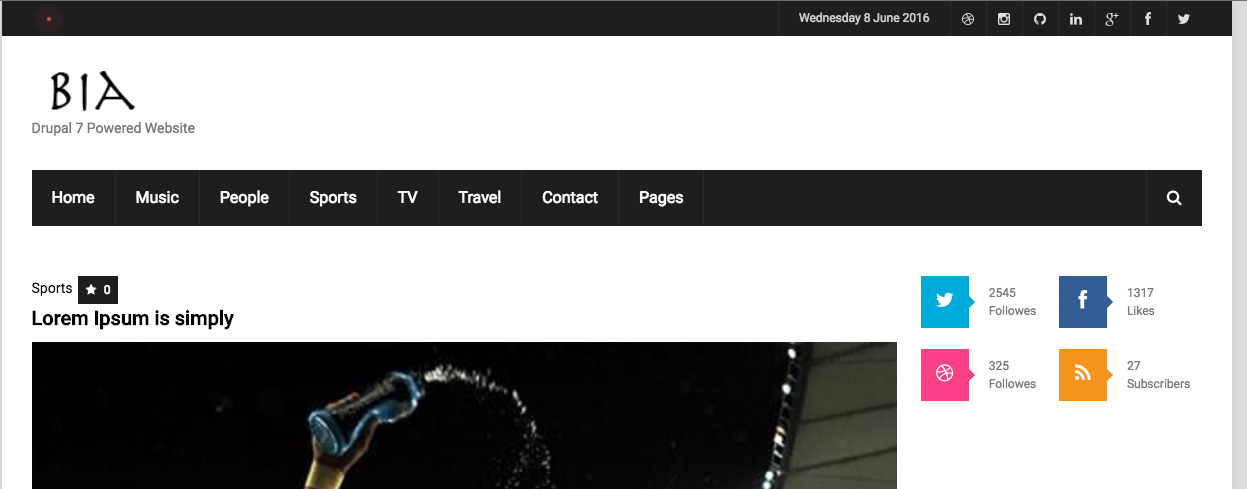 Wednesday 8 June 2016
BIA
Drupal 7 Powered Website
Home Music People Sports TV Travel Contact Pages
Sports 0
Lorem Ipsum is simply
2545
Followes
1317
Likes
325
Followes
27
Subscribers